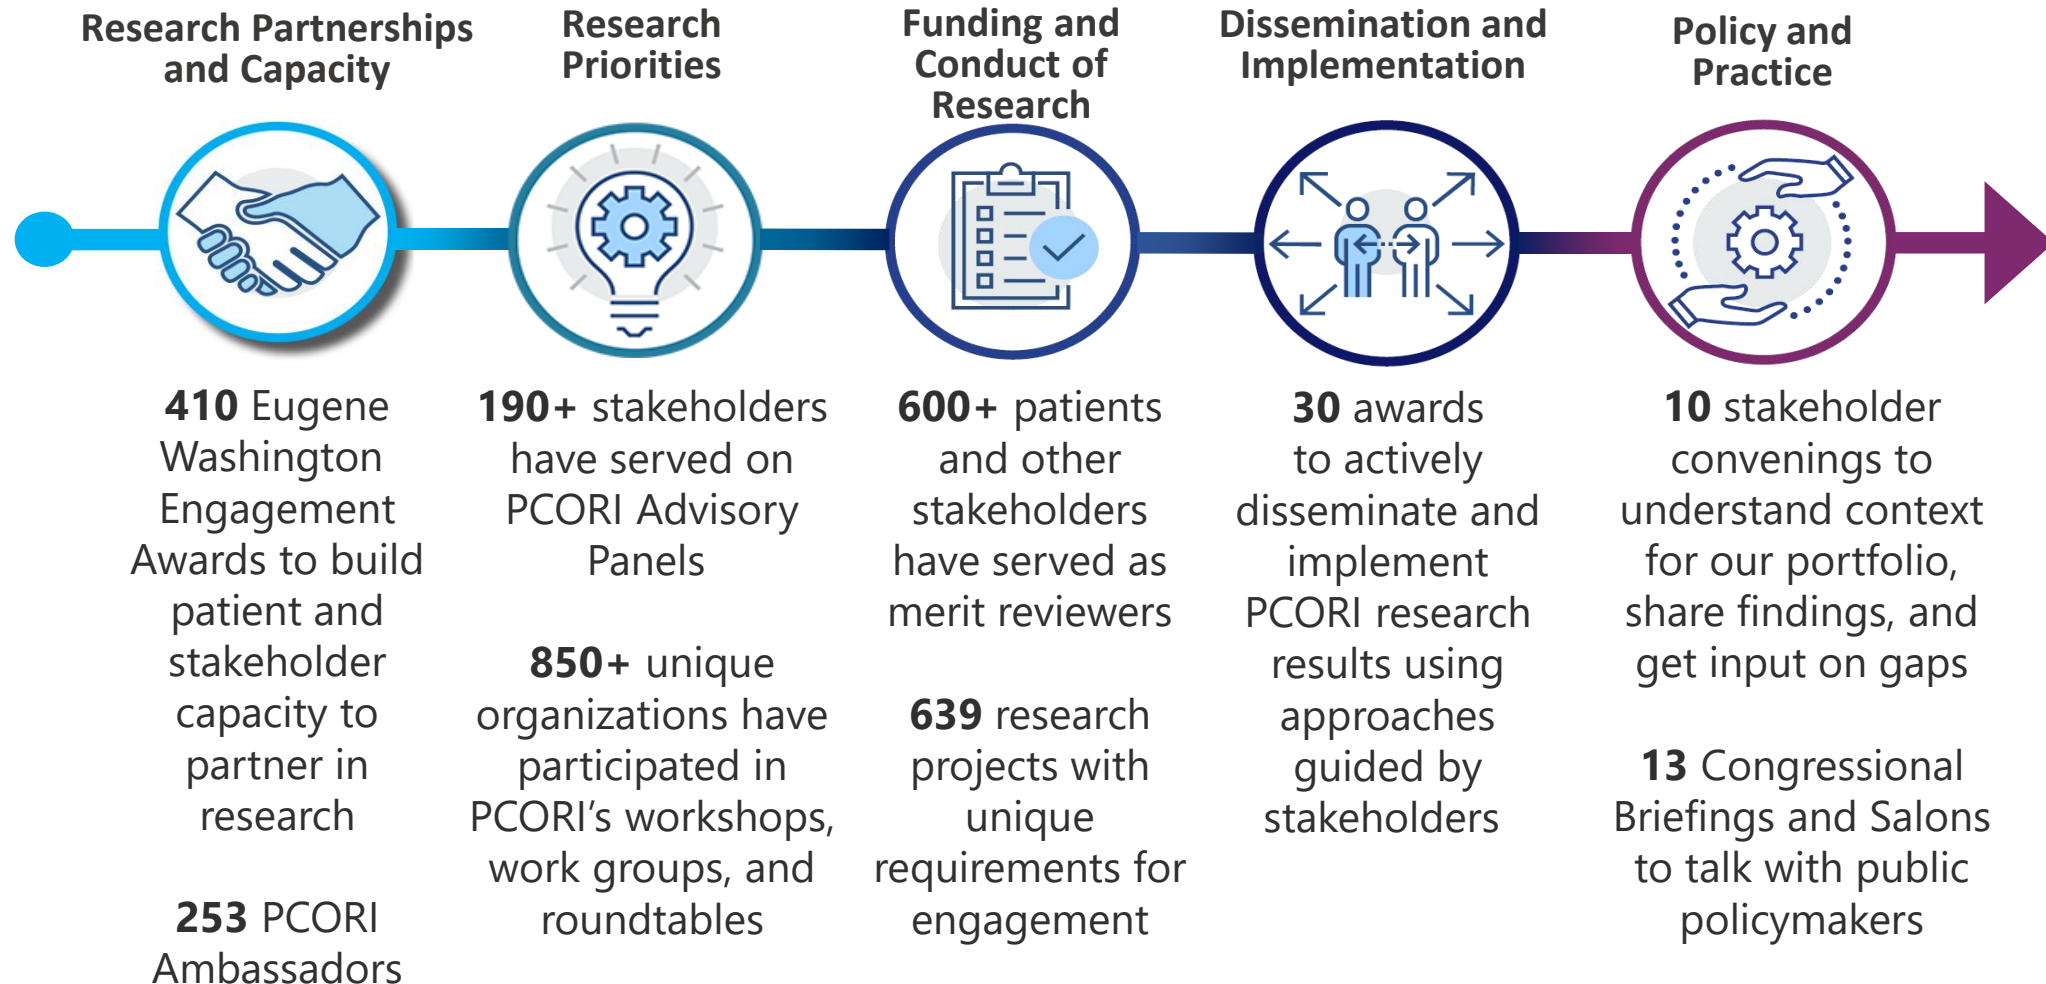 Research Partnerships
and Capacity
410 Eugene
Washington
Engagement
Awards to build
patient and
stakeholder
capacity to
partner in
research
253 PCORI
Ambassadors
Research
Priorities
190+ stakeholders
have served on
PCORI Advisory
Panels
850+ unique
organizations have
participated in
PCORI’s workshops,
work groups, and
roundtables
Funding and
Conduct of
Research
600+ patients
and other
stakeholders
have served as
merit reviewers
639 research
projects with
unique
requirements for
engagement
Dissemination and
Implementation
30 awards
to actively
disseminate and
implement
PCORI research
results using
approaches
guided by
stakeholders
Policy and
Practice
10 stakeholder
convenings to
understand context
for our portfolio,
share findings, and
get input on gaps
13 Congressional
Briefings and Salons
to talk with public
policymakers